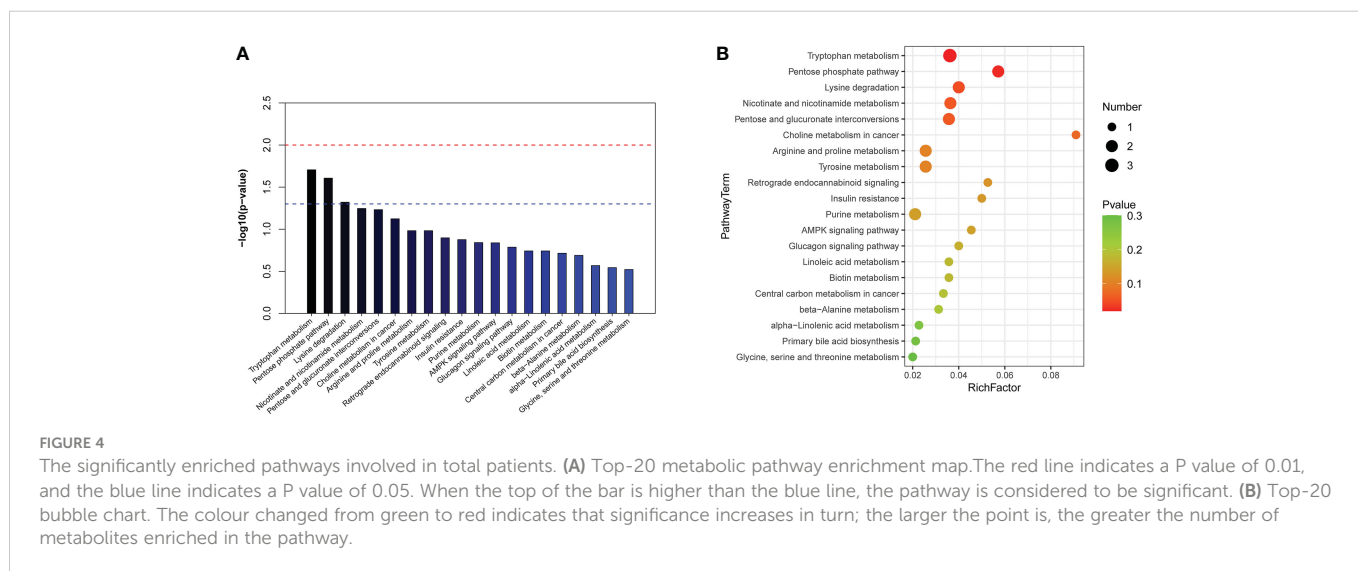 A
−log10(p−value)
2.5
2.0
1.5
1.0
0.5
0.0
Tryptophan metabolism
Pentose phosphate pathway
Lysine degradation
Nicotinate and nicotinamide metabolism
Pentose and glucuronate interconversions
Choline metabolism in cancer
Arginine and proline metabolism
Tyrosine metabolism
Retrograde endocannabinoid signaling
Insulin resistance
Purine metabolism
AMPK signaling pathway
Glucagon signaling pathway
Linoleic acid metabolism
Biotin metabolism
Central carbon metabolism in cancer
beta−Alanine metabolism
alpha−Linolenic acid metabolism
Primary bile acid biosynthesis
Glycine, serine and threonine metabolism
B
PathwayTerm
Tryptophan metabolism
Pentose phosphate pathway
Lysine degradation
Nicotinate and nicotinamide metabolism
Pentose and glucuronate interconversions
Choline metabolism in cancer
Arginine and proline metabolism
Tyrosine metabolism
Retrograde endocannabinoid signaling
Insulin resistance
Purine metabolism
AMPK signaling pathway
Glucagon signaling pathway
Linoleic acid metabolism
Biotin metabolism
Central carbon metabolism in cancer
beta−Alanine metabolism
alpha−Linolenic acid metabolism
Primary bile acid biosynthesis
Glycine, serine and threonine metabolism
0.02 0.04 0.06 0.08
RichFactor
Number
1
2
3
Pvalue
0.3
0.2
0.1
FIGURE 4
The significantly enriched pathways involved in total patients. (A) Top-20 metabolic pathway enrichment map.The red line indicates a P value of 0.01,
and the blue line indicates a P value of 0.05. When the top of the bar is higher than the blue line, the pathway is considered to be significant. (B) Top-20
bubble chart. The colour changed from green to red indicates that significance increases in turn; the larger the point is, the greater the number of
metabolites enriched in the pathway.